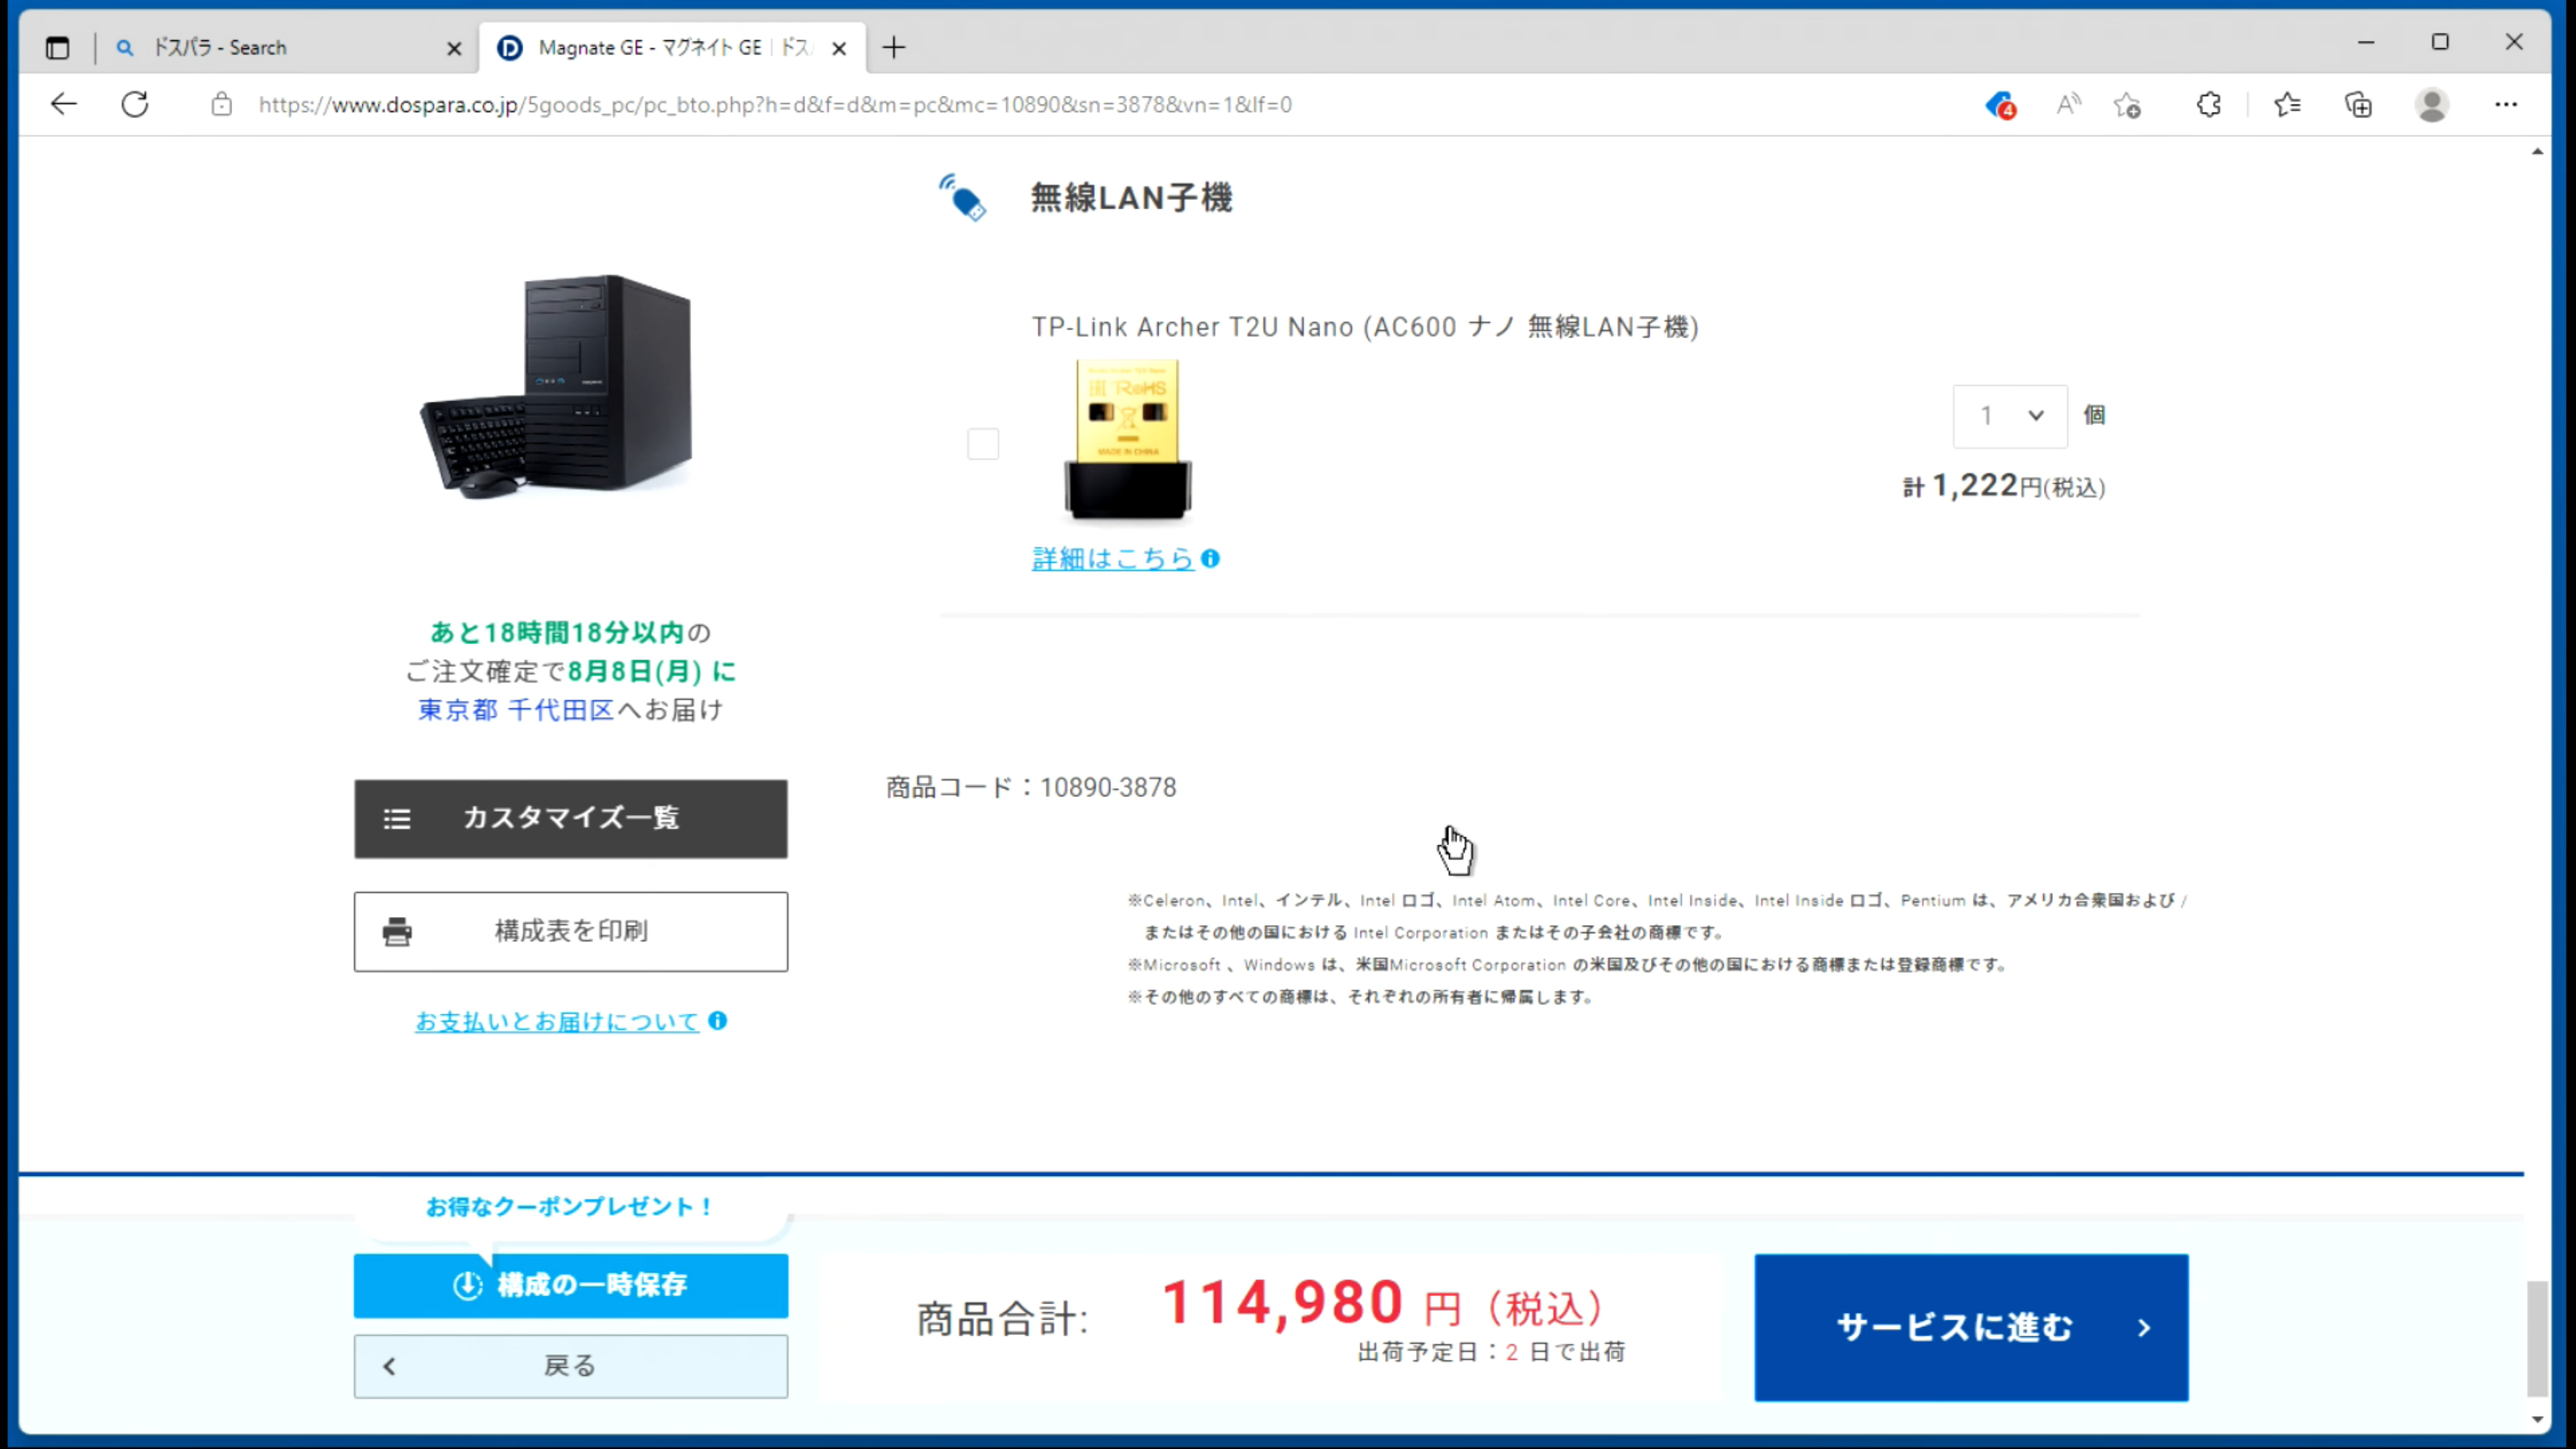 ドスパラ - Search
Magnate GE - マグネイト GE | ドスパ
https://www.dospara.co.jp/5goods_pc/pc_bto.php?h=d&f=d&m=pc&mc=10890&sn=3878&vn=1&lf=0
4
無線LAN子機
TP-Link Archer T2U Nano (AC600 ナノ 無線LAN子機)
RoHS
MADE IN CHINA
1
個
計 1,222円(税込)
詳細はこちら
あと18時間18分以内の
ご注文確定で8月8日(月) に
東京都 千代田区へお届け
カスタマイズ一覧
構成表を印刷
お支払いとお届けについて
商品コード：10890-3878
※Celeron、Intel、インテル、Intel ロゴ、Intel Atom、Intel Core、Intel Inside、Intel Inside ロゴ、Pentium は、アメリカ合衆国および /
またはその他の国における Intel Corporation またはその子会社の商標です。
※Microsoft 、Windows は、米国Microsoft Corporation の米国及びその他の国における商標または登録商標です。
※その他のすべての商標は、それぞれの所有者に帰属します。
お得なクーポンプレゼント！
構成の一時保存
戻る
商品合計:
114,980 円（税込）
出荷予定日：2 日で出荷
サービスに進む